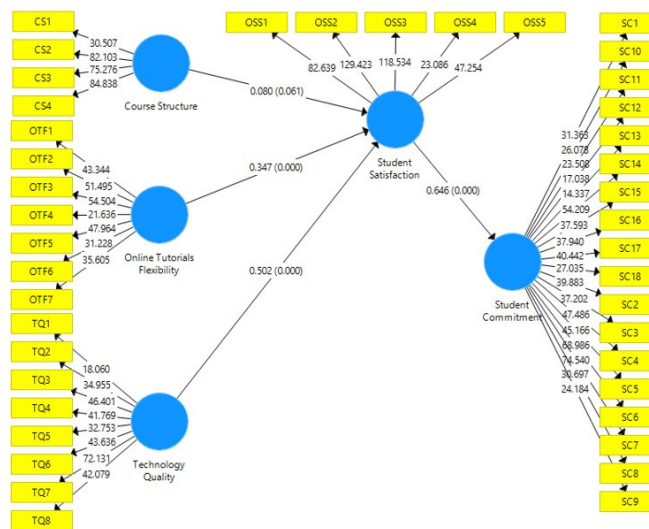 CS1
CS2
CS3
CS4
30.507
82.103
75.276
84.838
Course Structure
OTF1
OTF2
OTF3
OTF4
OTF5
OTF6
OTF7
43.344
51.495
54.504
21.636
47.964
31.228
35.605
Online Tutorials
Flexibility
TQ1
TQ2
TQ3
TQ4
TQ5
TQ6
TQ7
TQ8
18.060
34.955
46.401
41.769
32.753
43.636
72.131
42.079
Technology
Quality
0.080 (0.061)
0.347 (0.000)
0.502 (0.000)
OSS1
OSS2
OSS3
OSS4
OSS5
82.639
129.423
118.534
23.086
47.254
Student
Satisfaction
0.646 (0.000)
Student
Commitment
31.363
26.078
23.508
17.038
14.337
54.209
37.593
37.940
40.442
27.035
39.883
37.202
47.486
45.166
68.986
74.540
30.697
24.184
SC1
SC10
SC11
SC12
SC13
SC14
SC15
SC16
SC17
SC18
SC2
SC3
SC4
SC5
SC6
SC7
SC8
SC9